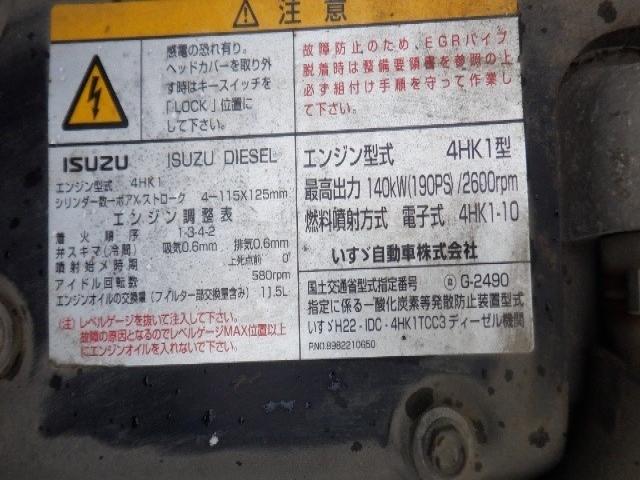 注意
感電の恐れ有り。
ヘッドカバーを取り外
す時はキースイッチを
「LOCK」位置に
して下さい。
故障防止のため、EGRパイプ
脱着時は整備要領書を参照の上
必ず組付け手順を守って作業し
て下さい。
ISUZU ISUZU DIESEL
エンジン型式 4HK1
シリンダー数ーボアX-ストローク 4-115X125mm
エンジン調整表
着火順序 1-3-4-2
弁スキマ(冷間) 吸気0.6mm 排気0.6mm
噴射始メ時期 上死点前 0°
アイドル回転数 580rpm
エンジンオイルの交換量(フィルター部交換量含み) 11.5L
(注)レベルゲージを抜いて注入して下さい。
故障の原因となるのでレベルゲージMAX位置以上
にエンジンオイルを入れないで下さい。
エンジン型式 4HK1型
最高出力 140kW(190PS)/2600rpm
燃料噴射方式 電子式 4HK1-10
いすゞ自動車株式会社
国土交通省型式指定番号 ⓐG-2490
指定に係る一酸化炭素等発散防止装置型式
いすゞH22-IDC-4HK1TCC3ディーゼル機関
P.NO.8982210650